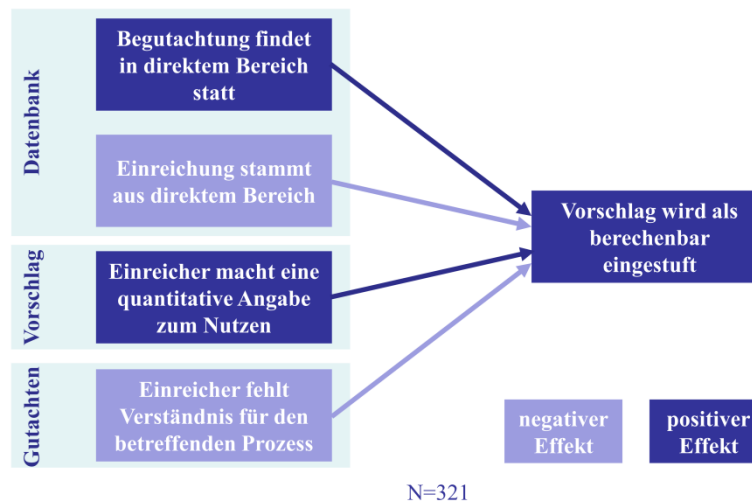 Datenbank
Begutachtung findet
in direktem Bereich
statt
Einreichung stammt
aus direktem Bereich
Vorschlag
Einreicher macht eine
quantitative Angabe
zum Nutzen
Gutachten
Einreicher fehlt
Verständnis für den
betreffenden Prozess
Vorschlag wird als
berechenbar
eingestuft
negativer
Effekt
positiver
Effekt
N=321